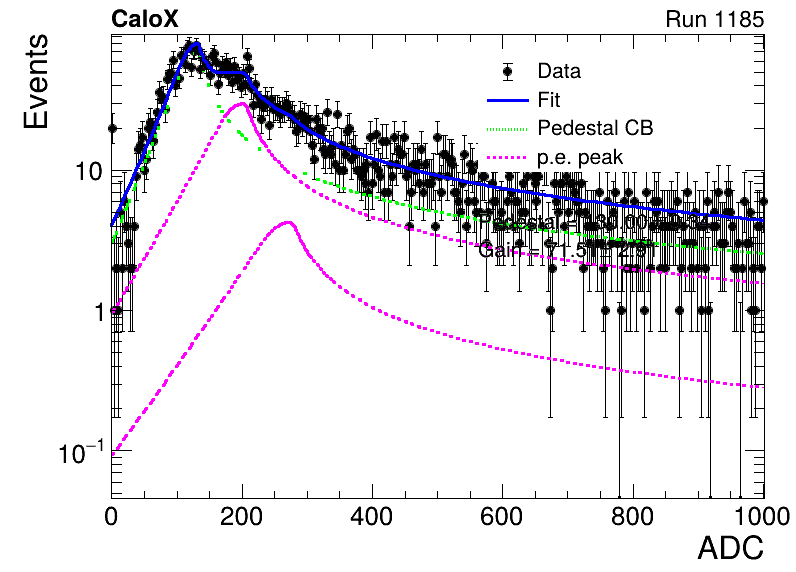 CaloX Run 1185
Events
Data
Fit
Pedestal CB
p.e. peak
10
1
10⁻¹
0 200 400 600 800 1000
ADC